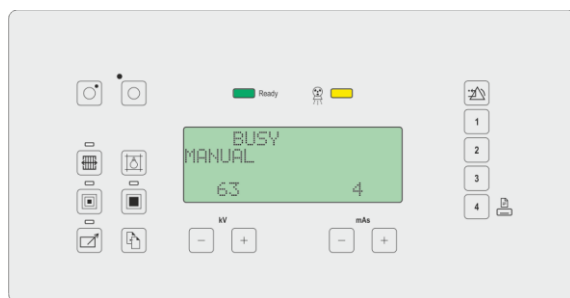 Ready
BUSY
MANUAL
63 4
kV mAs
- + - +
1
2
3
4